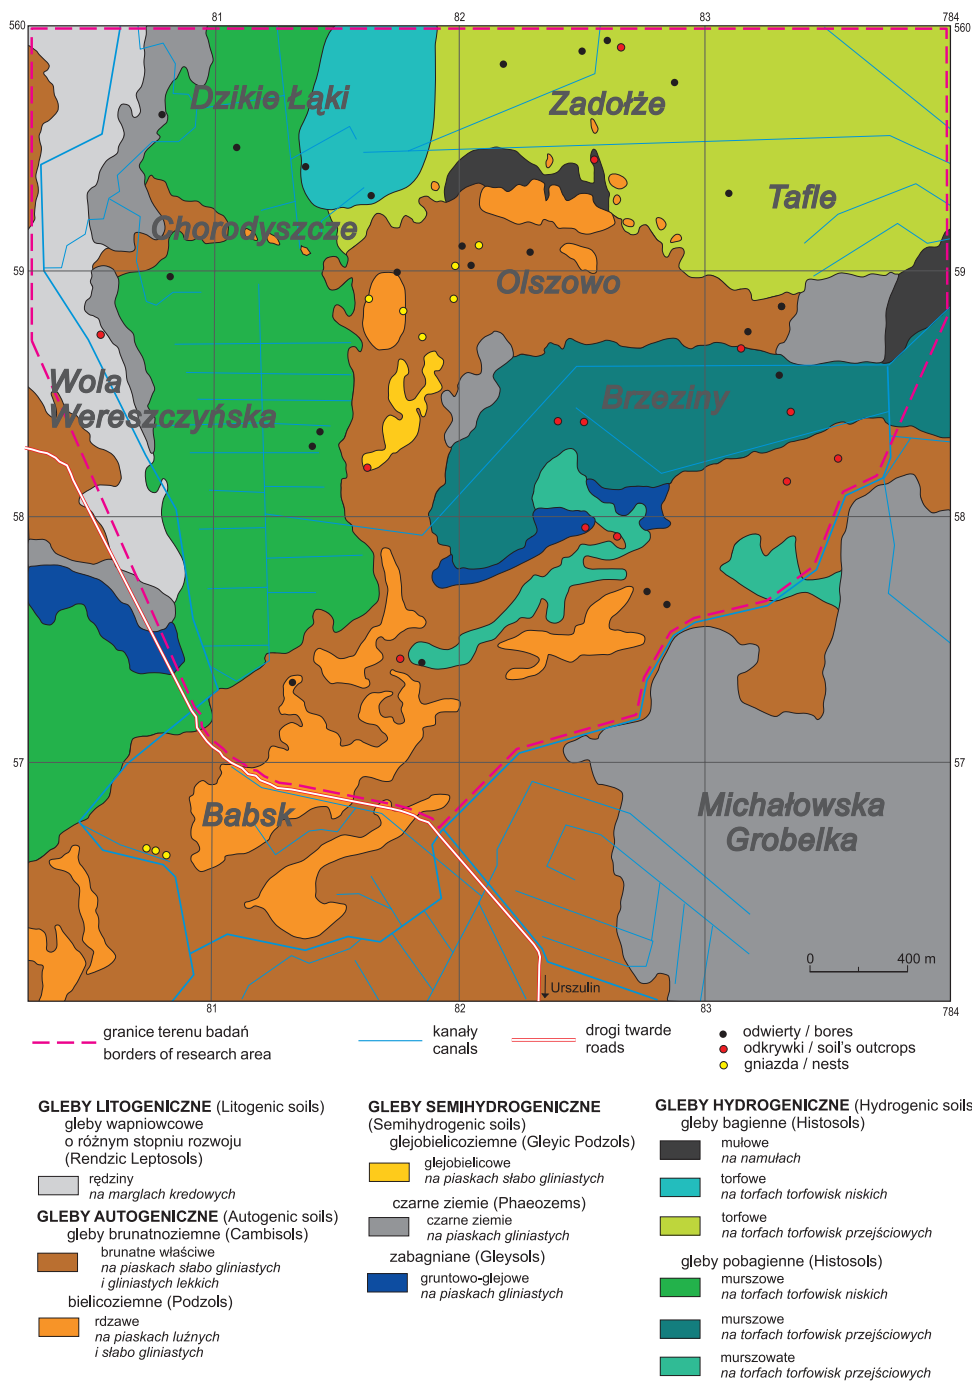 560
81
82
83
784
560
Dzikie Łąki
Zadołże
Tafle
Chorodyszcze
59
Olszowo
59
Wola
Wereszczyńska
Brzeziny
58
58
57
57
Babsk
Michałowska
Grobelka
0
400 m
Urszulin
81
82
83
784
granice terenu badań
borders of research area
kanały
canals
drogi twarde
roads
odwierty / bores
odkrywki / soil's outcrops
gniazda / nests
GLEBY LITOGENICZNE (Litogenic soils)
gleby wapniowcowe
o różnym stopniu rozwoju
(Rendzic Leptosols)
rędziny
na marglach kredowych
GLEBY AUTOGENICZNE (Autogenic soils)
gleby brunatnoziemne (Cambisols)
brunatne właściwe
na piaskach słabo gliniastych
i gliniastych lekkich
bielicoziemne (Podzols)
rdzawe
na piaskach luźnych
i słabo gliniastych
GLEBY SEMIHYDROGENICZNE
(Semihydrogenic soils)
glejobielicoziemne (Gleyic Podzols)
glejobielicowe
na piaskach słabo gliniastych
czarne ziemie (Phaeozems)
czarne ziemie
na piaskach gliniastych
zabagniane (Gleysols)
gruntowo-glejowe
na piaskach gliniastych
GLEBY HYDROGENICZNE (Hydrogenic soils
gleby bagienne (Histosols)
mułowe
na namułach
torfowe
na torfach torfowisk niskich
torfowe
na torfach torfowisk przejściowych
gleby pobagienne (Histosols)
murszowe
na torfach torfowisk niskich
murszowe
na torfach torfowisk przejściowych
murszowate
na torfach torfowisk przejściowych